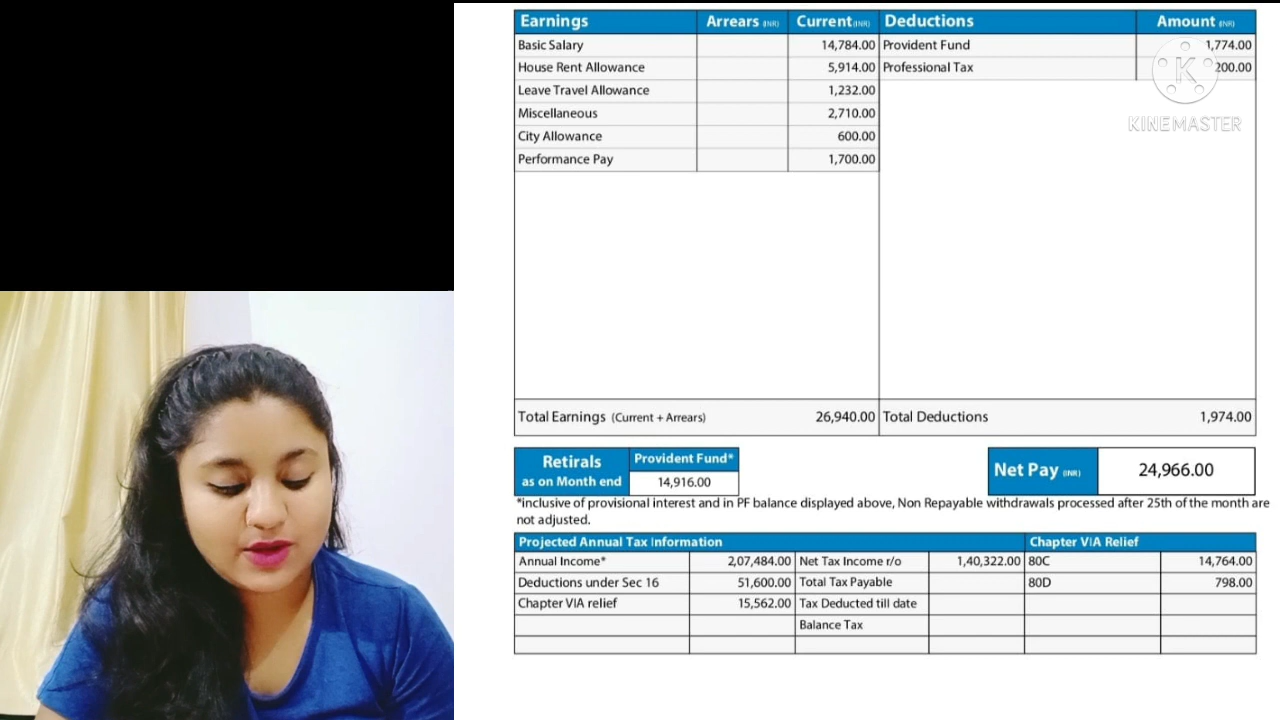 Earnings Arrears (INR) Current(INR) Deductions Amount (INR)
Basic Salary 14,784.00 Provident Fund 1,774.00
House Rent Allowance 5,914.00 Professional Tax 200.00
Leave Travel Allowance 1,232.00
Miscellaneous 2,710.00
City Allowance 600.00
Performance Pay 1,700.00
K
KINEMASTER
Total Earnings (Current + Arrears) 26,940.00 Total Deductions 1,974.00
Retirals
as on Month end
Provident Fund*
14,916.00
Net Pay (INR) 24,966.00
*inclusive of provisional interest and in PF balance displayed above, Non Repayable withdrawals processed after 25th of the month are
not adjusted.
Projected Annual Tax Information Chapter VIA Relief
Annual Income* 2,07,484.00 Net Tax Income r/o 1,40,322.00 80C 14,764.00
Deductions under Sec 16 51,600.00 Total Tax Payable 80D 798.00
Chapter VIA relief 15,562.00 Tax Deducted till date
Balance Tax